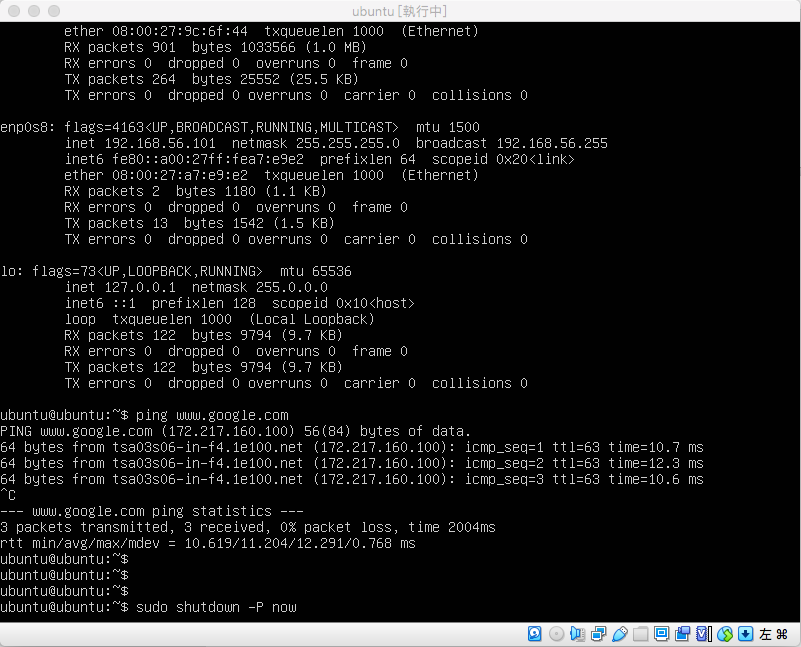 ubuntu [執行中]
ether 08:00:27:9c:6f:44  txqueuelen 1000  (Ethernet)
RX packets 901  bytes 1033566 (1.0 MB)
RX errors 0  dropped 0  overruns 0  frame 0
TX packets 264  bytes 25552 (25.5 KB)
TX errors 0  dropped 0 overruns 0  carrier 0  collisions 0
enp0s8: flags=4163<UP,BROADCAST,RUNNING,MULTICAST>  mtu 1500
inet 192.168.56.101  netmask 255.255.255.0  broadcast 192.168.56.255
inet6 fe80::a00:27ff:fea7:e9e2  prefixlen 64  scopeid 0x20<link>
ether 08:00:27:a7:e9:e2  txqueuelen 1000  (Ethernet)
RX packets 2  bytes 1180 (1.1 KB)
RX errors 0  dropped 0  overruns 0  frame 0
TX packets 13  bytes 1542 (1.5 KB)
TX errors 0  dropped 0 overruns 0  carrier 0  collisions 0
lo: flags=73<UP,LOOPBACK,RUNNING>  mtu 65536
inet 127.0.0.1  netmask 255.0.0.0
inet6 ::1  prefixlen 128  scopeid 0x10<host>
loop  txqueuelen 1000  (Local Loopback)
RX packets 122  bytes 9794 (9.7 KB)
RX errors 0  dropped 0  overruns 0  frame 0
TX packets 122  bytes 9794 (9.7 KB)
TX errors 0  dropped 0 overruns 0  carrier 0  collisions 0
ubuntu@ubuntu:~$ ping www.google.com
PING www.google.com (172.217.160.100) 56(84) bytes of data.
64 bytes from tsa03s06-in-f4.1e100.net (172.217.160.100): icmp_seq=1 ttl=63 time=10.7 ms
64 bytes from tsa03s06-in-f4.1e100.net (172.217.160.100): icmp_seq=2 ttl=63 time=12.3 ms
64 bytes from tsa03s06-in-f4.1e100.net (172.217.160.100): icmp_seq=3 ttl=63 time=10.6 ms
^C
--- www.google.com ping statistics ---
3 packets transmitted, 3 received, 0% packet loss, time 2004ms
rtt min/avg/max/mdev = 10.619/11.204/12.291/0.768 ms
ubuntu@ubuntu:~$
ubuntu@ubuntu:~$
ubuntu@ubuntu:~$
ubuntu@ubuntu:~$ sudo shutdown -P now
左 ⌘